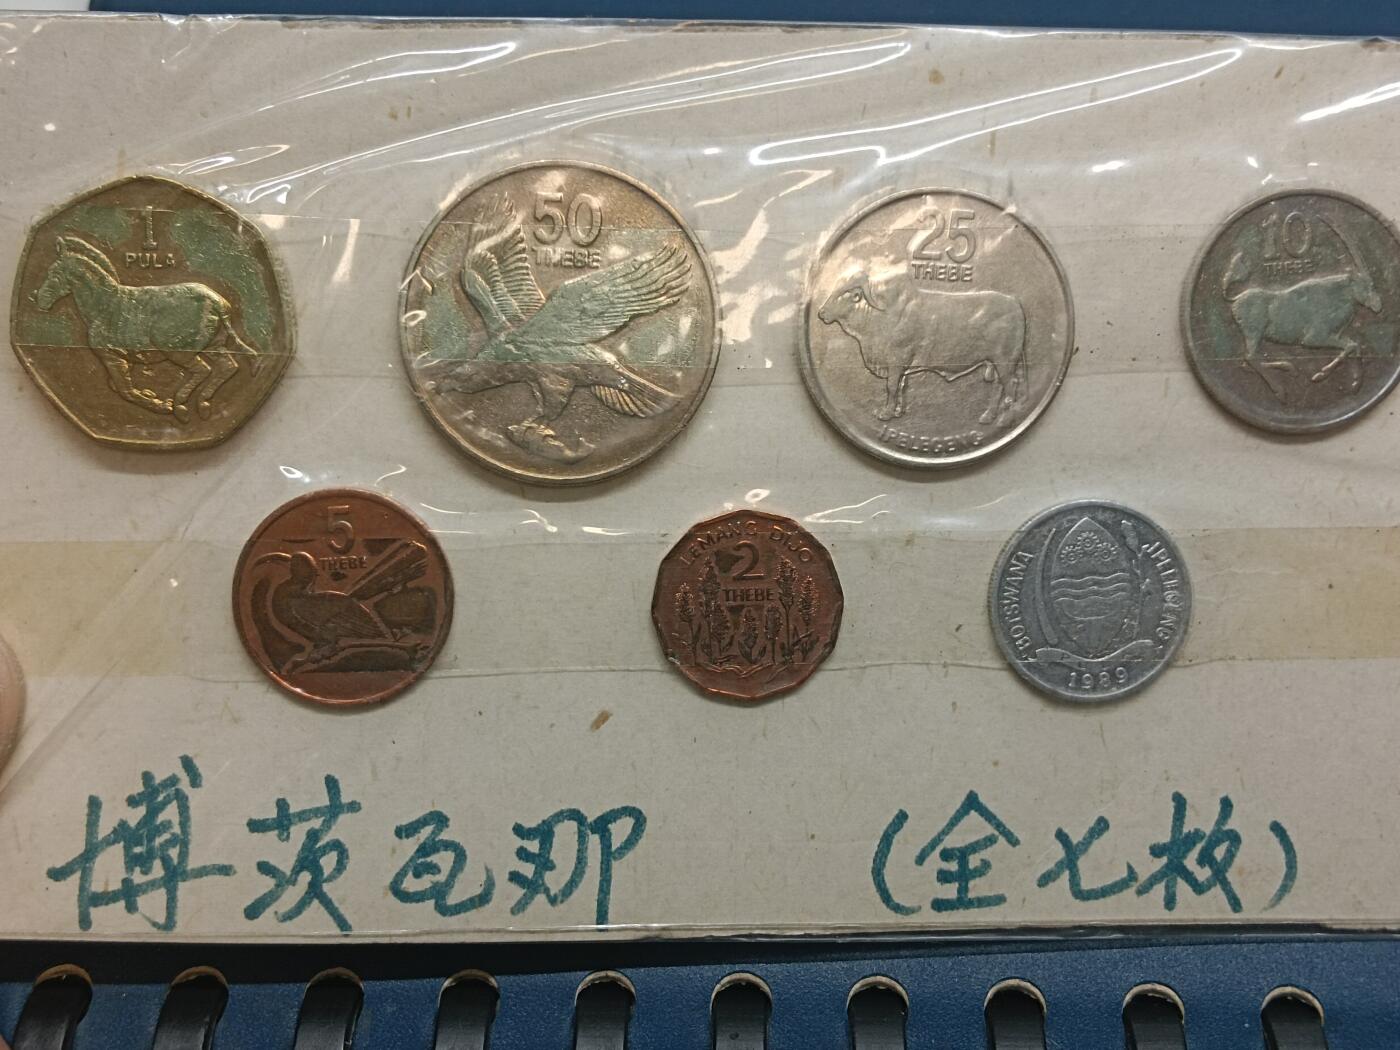 1
PULA
50
THEBE
25
THEBE
IPELEGENG
10
THEBE
5
THEBE
LEMANG DIJO
2
THEBE
BOTSWANA
IPELEGENG
1989
博茨瓦那 (全七枚)